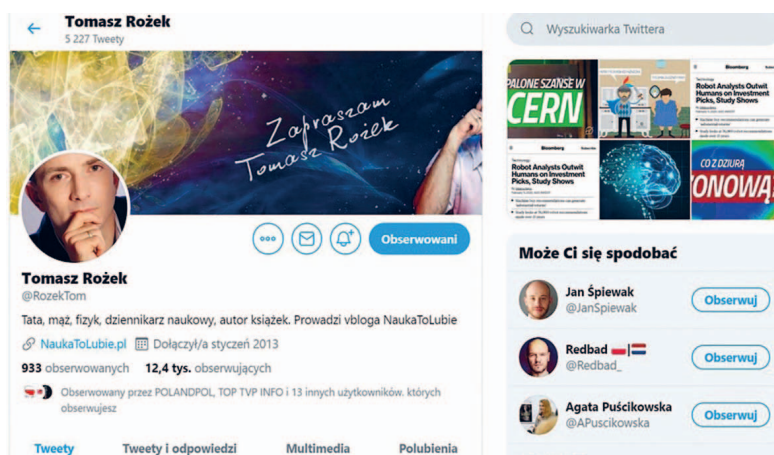 Tomasz Rożek
5 227 Tweety
Zapraszam
Tomasz Rożek
Obserwowani
Tomasz Rożek
@RozekTom
Tata, mąż, fizyk, dziennikarz naukowy, autor książek. Prowadzi vbloga NaukaToLubie
NaukaToLubie.pl Dołączył/a styczeń 2013
933 obserwowanych 12,4 tys. obserwujących
Obserwowany przez POLANDPOL, TOP TVP INFO i 13 innych użytkowników. których
obserwujesz
Tweety Tweety i odpowiedzi Multimedia Polubienia
Wyszukiwarka Twittera
PALONE SZANSE W
CERN
Bloomberg
Robot Analysts Outwit
Humans on Investment
Picks, Study Shows
Bloomberg
Robot Analysts Outwit
Humans on Investment
Picks, Study Shows
CO Z DZIURĄ
ONOWĄ
Może Ci się spodobać
Jan Śpiewak
@JanSpiewak
Obserwuj
Redbad
@Redbad_
Obserwuj
Agata Puścikowska
@APuscikowska
Obserwuj